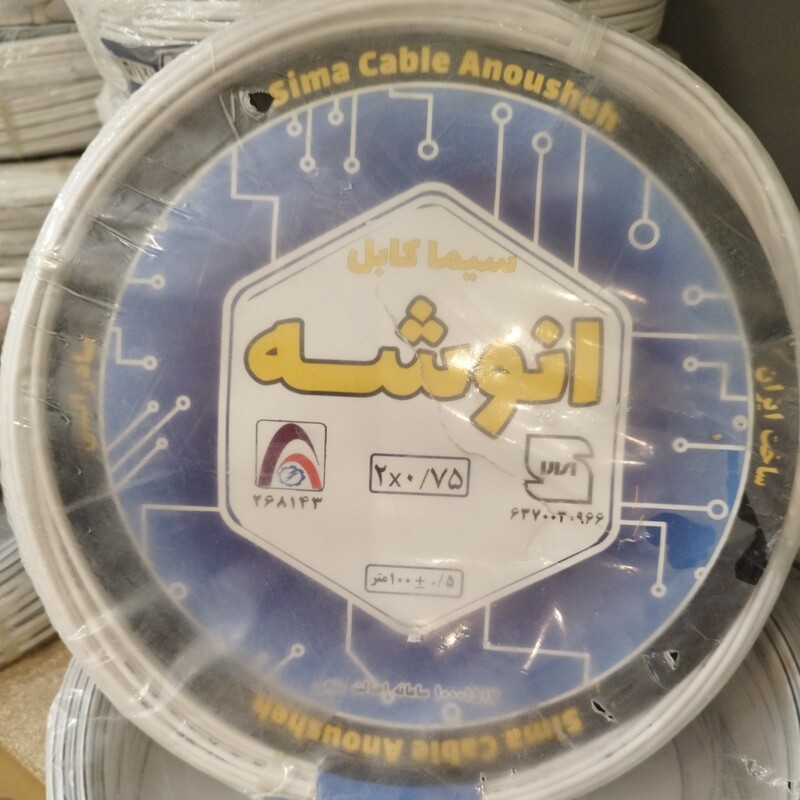 Sima Cable Anousheh
سیما کابل
انوشه
۲۶۸۱۴۳
۲x۰/۷۵
۶۳۷۰۰۳۰۹۶۶
۱۰۰ ± ۰/۵ متر
ساخت ایران
Sima Cable Anousheh